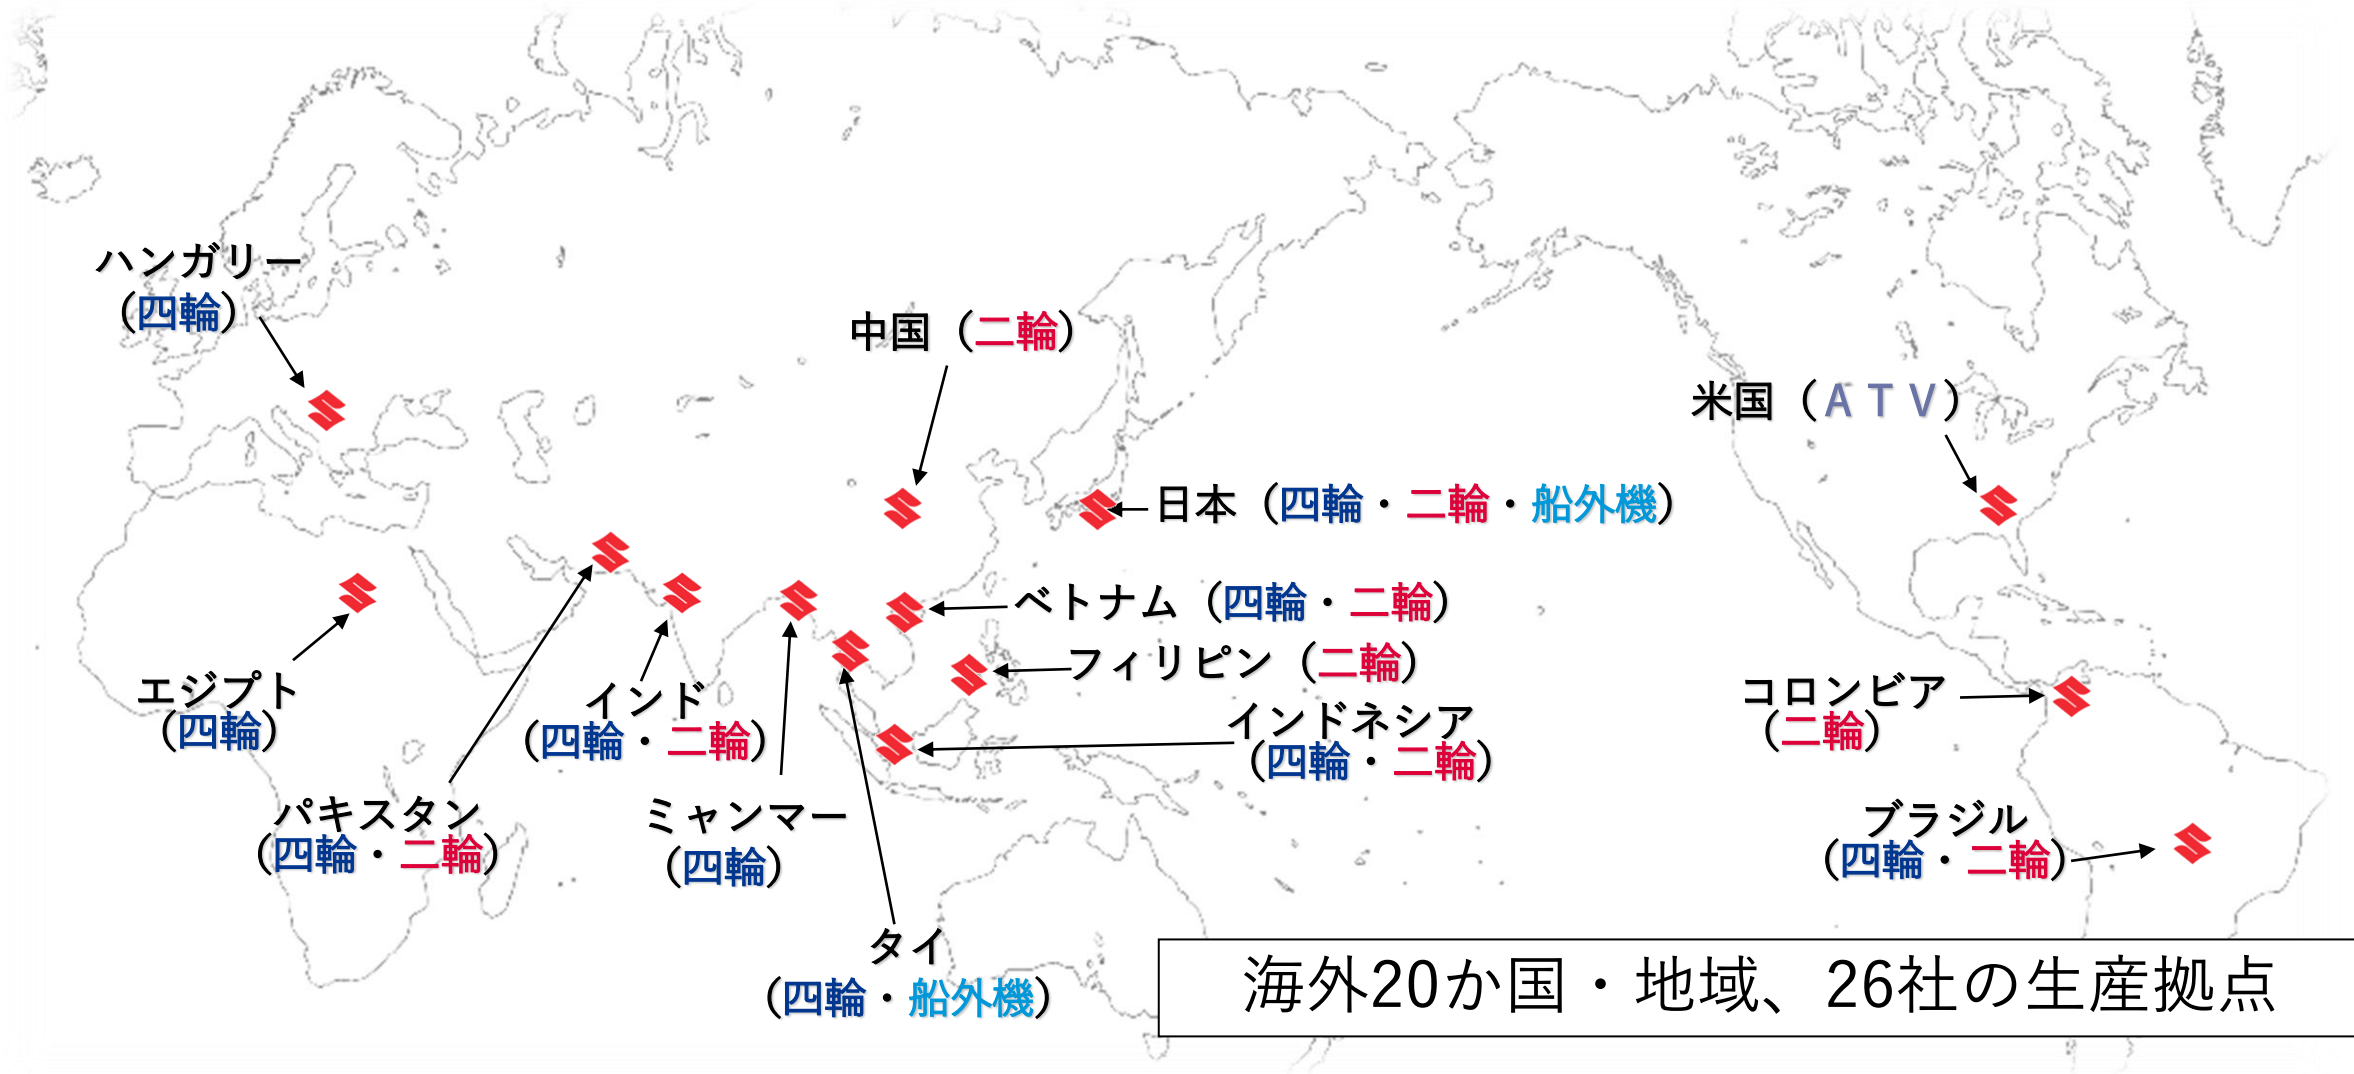 ハンガリー
（四輪）
中国（二輪）
米国（ＡＴＶ）
日本（四輪・二輪・船外機）
ベトナム（四輪・二輪）
フィリピン（二輪）
エジプト
（四輪）
インド
（四輪・二輪）
インドネシア
（四輪・二輪）
コロンビア
（二輪）
パキスタン
（四輪・二輪）
ミャンマー
（四輪）
ブラジル
（四輪・二輪）
タイ
（四輪・船外機）
海外20か国・地域、26社の生産拠点